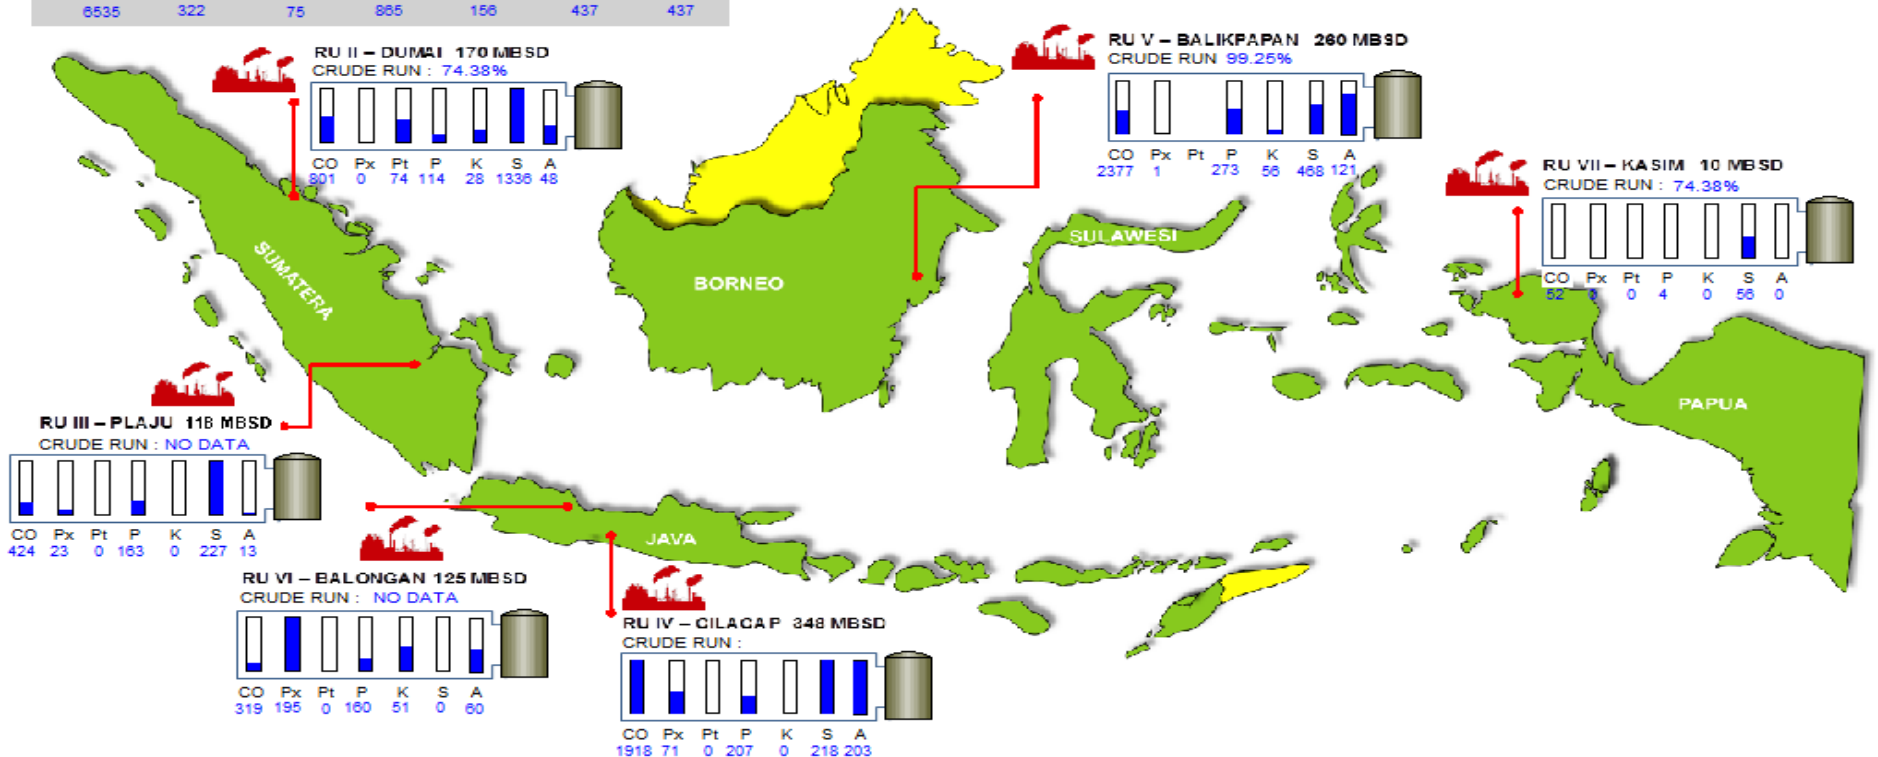 6535 322 75 865 156 437 437
RU II – DUMAI 170 MBSD
CRUDE RUN : 74.38%
CO Px Pt P K S A
801 0 74 114 28 1336 48
RU V – BALIKPAPAN 260 MBSD
CRUDE RUN 99.25%
CO Px Pt P K S A
2377 1 273 56 468 121
RU VII – KASIM 10 MBSD
CRUDE RUN : 74.38%
CO Px Pt P K S A
52 0 4 0 56 0
SUMATERA
BORNEO
SULAWESI
PAPUA
RU III – PLAJU 118 MBSD
CRUDE RUN : NO DATA
CO Px Pt P K S A
424 23 0 163 0 227 13
JAVA
RU VI – BALONGAN 125 MBSD
CRUDE RUN : NO DATA
CO Px Pt P K S A
319 195 0 160 51 0 60
RU IV – CILACAP 348 MBSD
CRUDE RUN :
CO Px Pt P K S A
1918 71 0 207 0 218 203